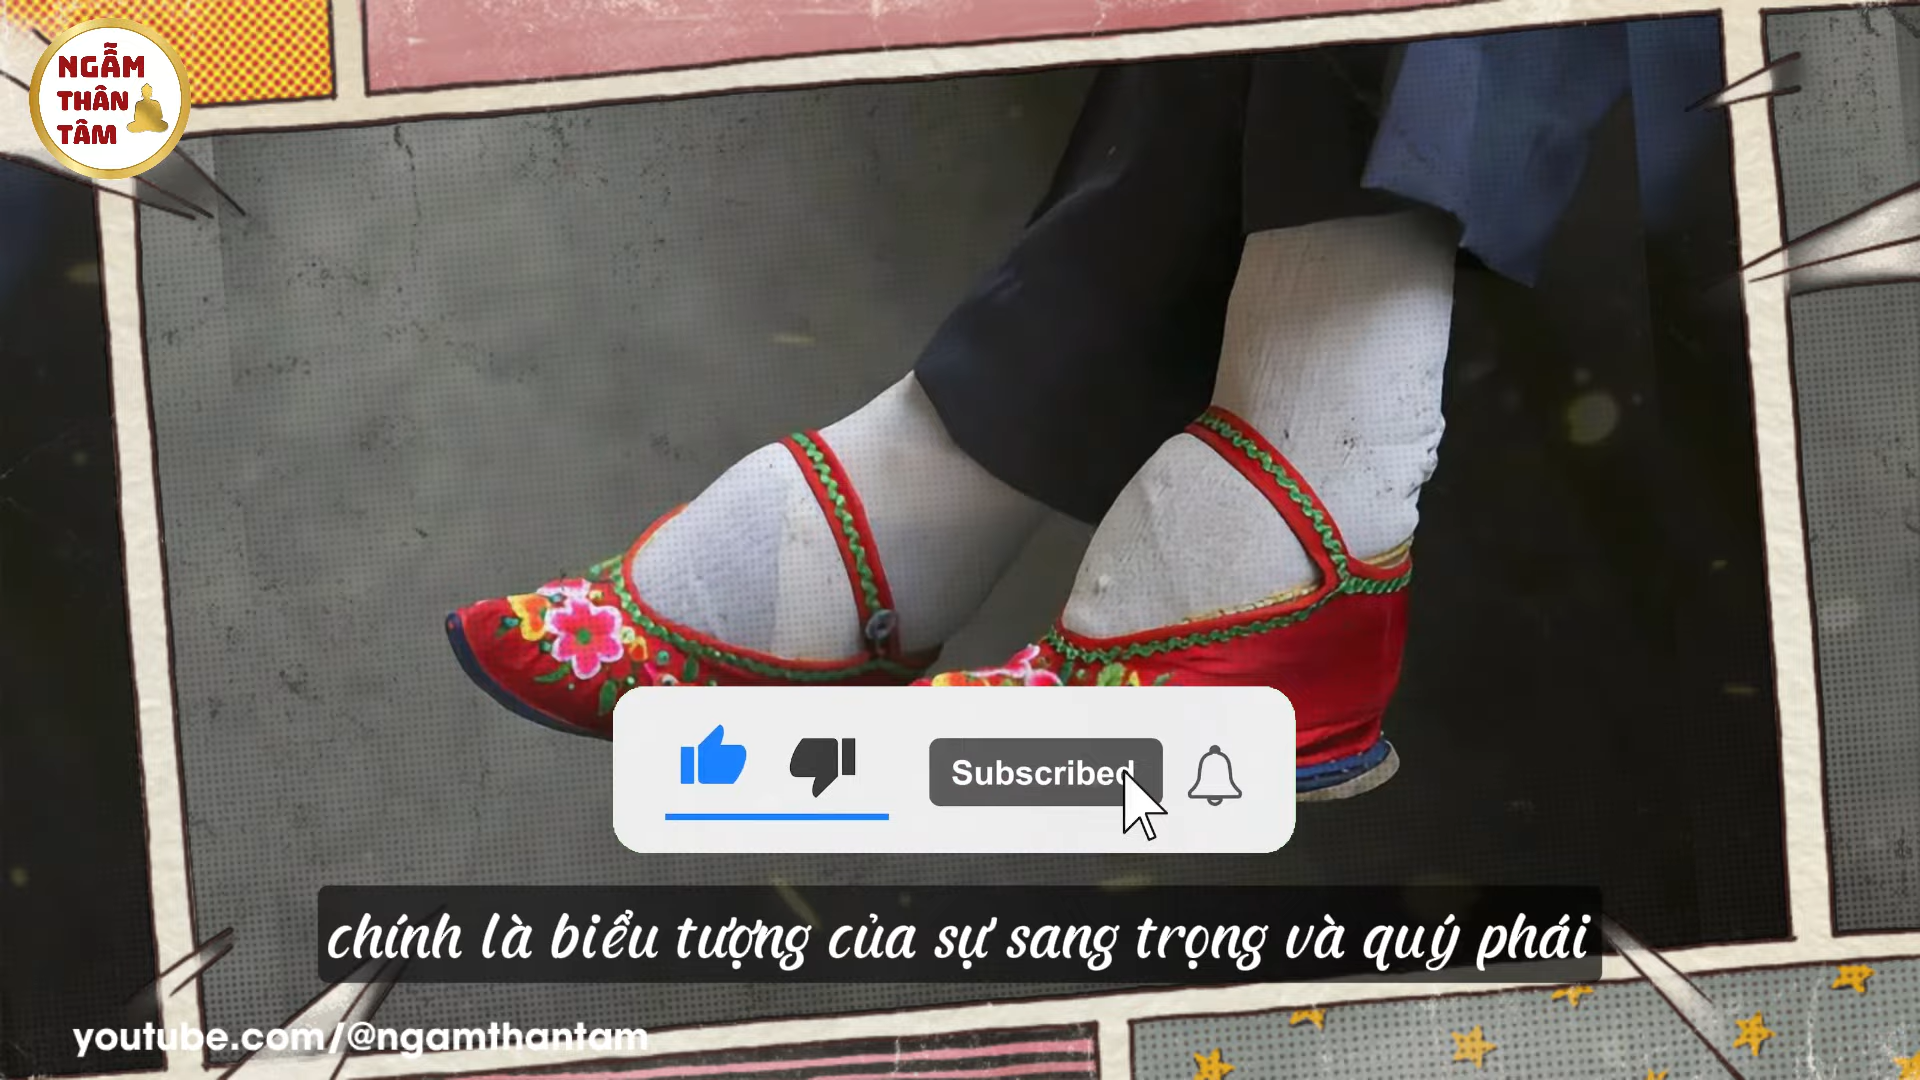 NGẪM
THÂN
TÂM
Subscribed
chính là biểu tượng của sự sang trọng và quý phái
youtube.com/@ngamthantam